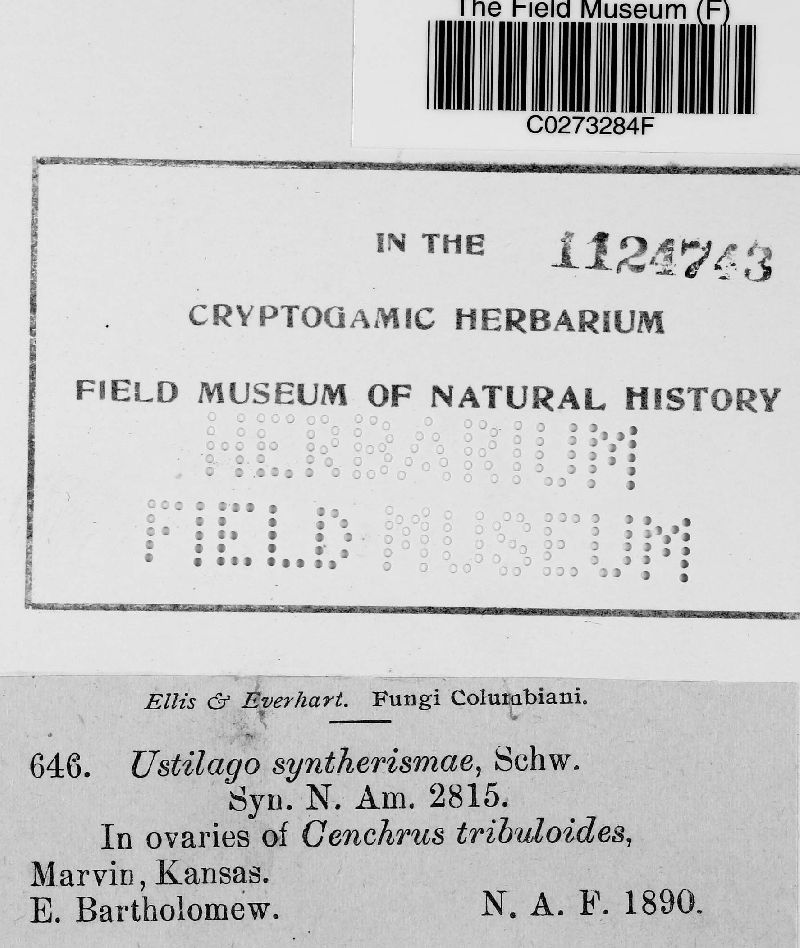 The Field Museum (F)
C0273284F
IN THE 1124743
CRYPTOGAMIC HERBARIUM
FIELD MUSEUM OF NATURAL HISTORY
HERBARIUM
FIELD MUSEUM
Ellis & Everhart. Fungi Columbiani.
646. Ustilago syntherismae, Schw.
Syn. N. Am. 2815.
In ovaries of Cenchrus tribuloides,
Marvin, Kansas.
E. Bartholomew. N. A. F. 1890.